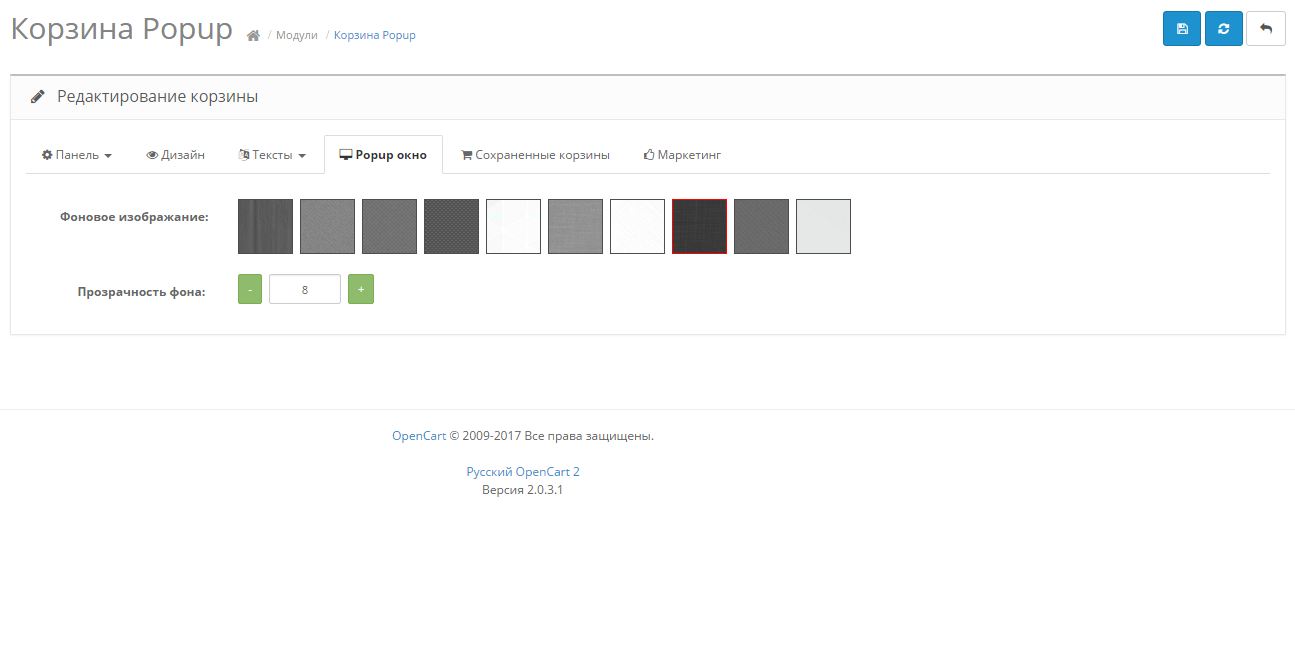 Корзина Popup / Модули / Корзина Popup
Редактирование корзины
Панель Дизайн Тексты Popup окно Сохраненные корзины Маркетинг
Фоновое изображание:
Прозрачность фона: - 8 +
OpenCart © 2009-2017 Все права защищены.
Русский OpenCart 2
Версия 2.0.3.1